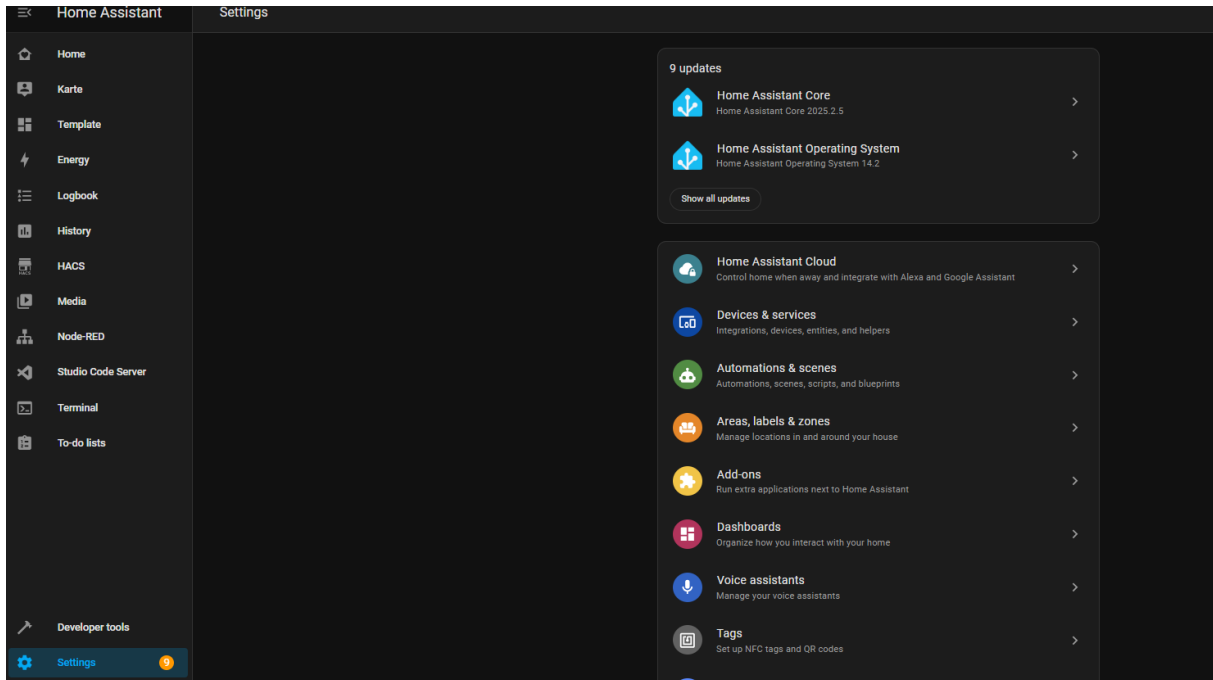 Home Assistant
Settings
Home
Karte
Template
Energy
Logbook
History
HACS
HACS
Media
Node-RED
Studio Code Server
Terminal
To-do lists
Developer tools
Settings
9
9 updates
Home Assistant Core
Home Assistant Core 2025.2.5
Home Assistant Operating System
Home Assistant Operating System 14.2
Show all updates
Home Assistant Cloud
Control home when away and integrate with Alexa and Google Assistant
Devices & services
Integrations, devices, entities, and helpers
Automations & scenes
Automations, scenes, scripts, and blueprints
Areas, labels & zones
Manage locations in and around your house
Add-ons
Run extra applications next to Home Assistant
Dashboards
Organize how you interact with your home
Voice assistants
Manage your voice assistants
Tags
Set up NFC tags and QR codes